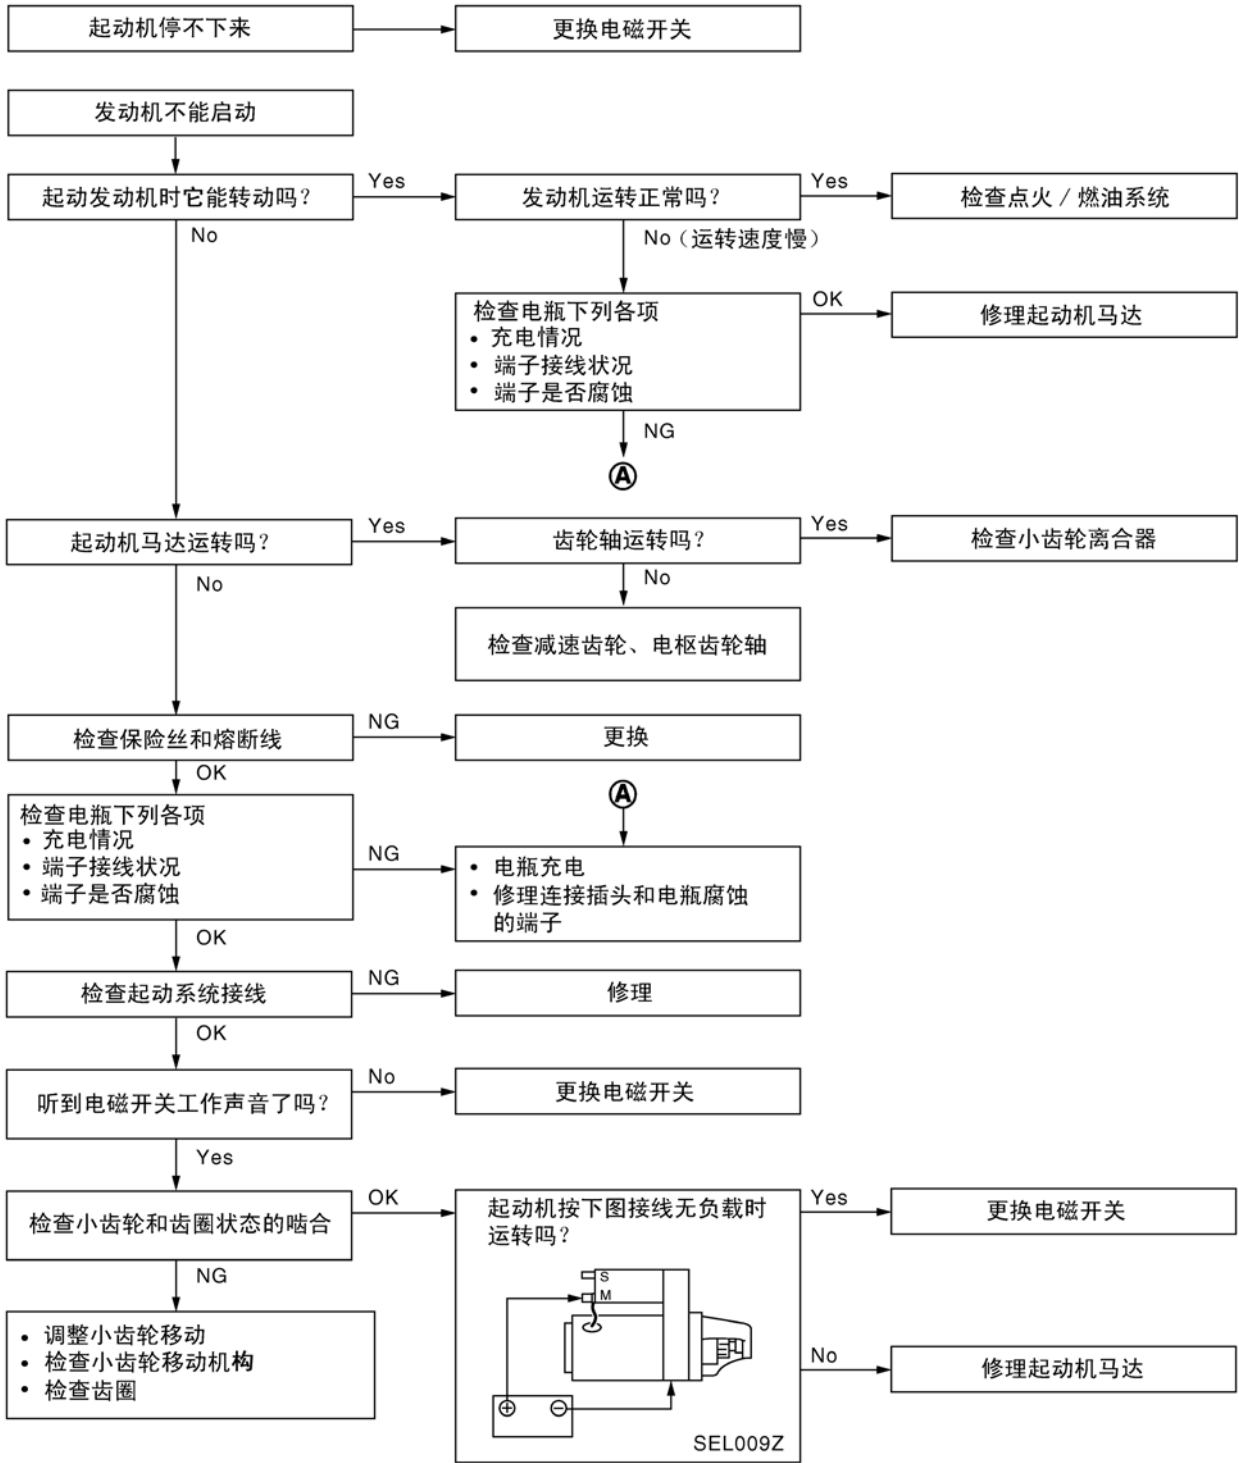 起动机停不下来
更换电磁开关
发动机不能启动
起动发动机时它能转动吗？
Yes
发动机运转正常吗？
Yes
检查点火／燃油系统
No
No（运转速度慢）
检查电瓶下列各项
• 充电情况
• 端子接线状况
• 端子是否腐蚀
OK
修理起动机马达
NG
A
起动机马达运转吗？
Yes
齿轮轴运转吗？
Yes
检查小齿轮离合器
No
No
检查减速齿轮、电枢齿轮轴
检查保险丝和熔断线
NG
更换
OK
A
检查电瓶下列各项
• 充电情况
• 端子接线状况
• 端子是否腐蚀
NG
• 电瓶充电
• 修理连接插头和电瓶腐蚀
的端子
OK
检查起动系统接线
NG
修理
OK
听到电磁开关工作声音了吗？
No
更换电磁开关
Yes
检查小齿轮和齿圈状态的啮合
OK
起动机按下图接线无负载时
运转吗？
S
M
⊕
⊖
SEL009Z
Yes
更换电磁开关
No
修理起动机马达
NG
• 调整小齿轮移动
• 检查小齿轮移动机构
• 检查齿圈